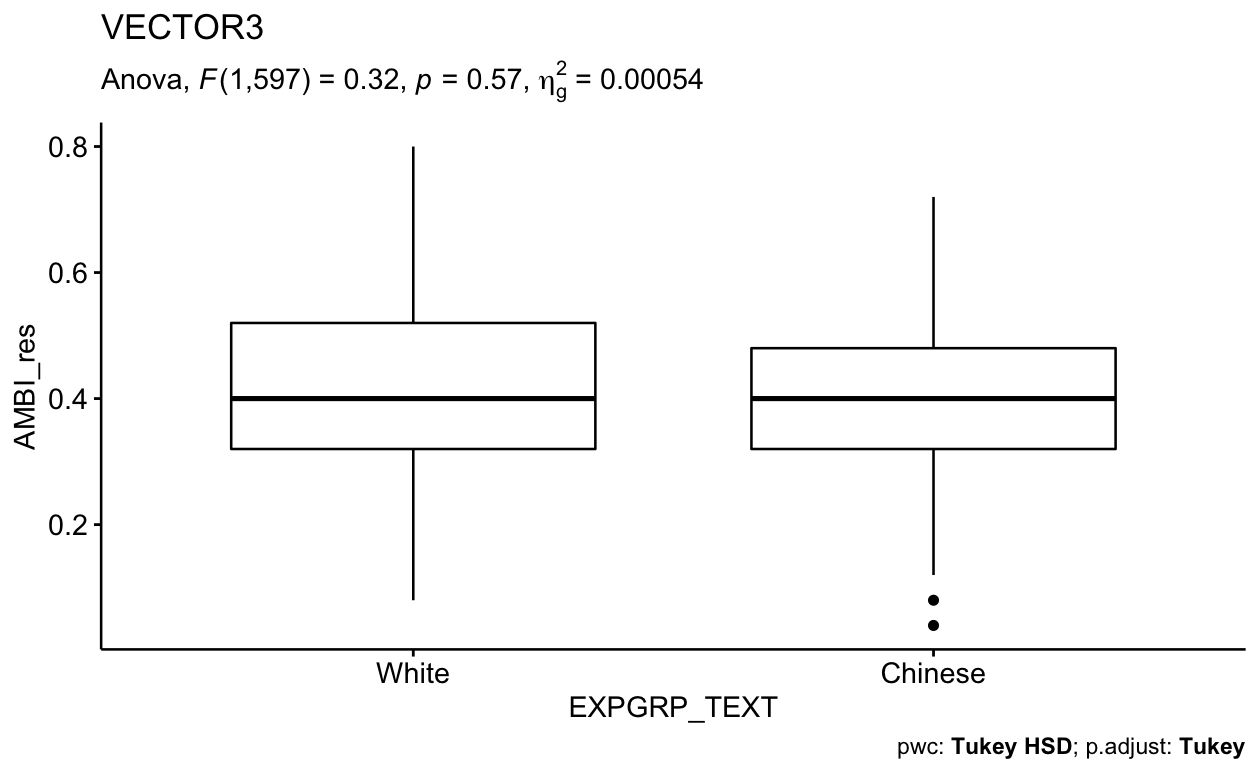 VECTOR3
Anova, F(1,597) = 0.32, p = 0.57, η²g = 0.00054
AMBI_res
0.8
0.6
0.4
0.2
White Chinese
EXPGRP_TEXT
pwc: Tukey HSD; p.adjust: Tukey